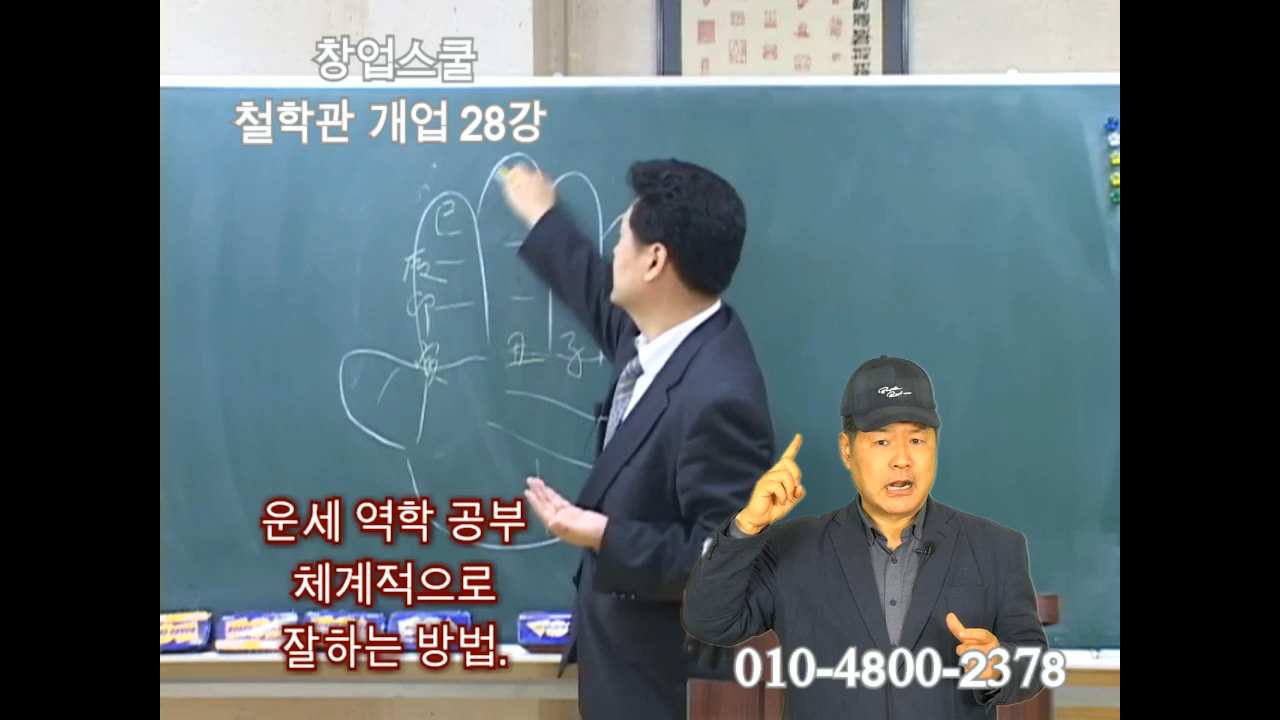 창업스쿨
철학관 개업 28강
巳
辰
卯
寅 丑 子
운세 역학 공부
체계적으로
잘하는 방법.
010-4800-2378